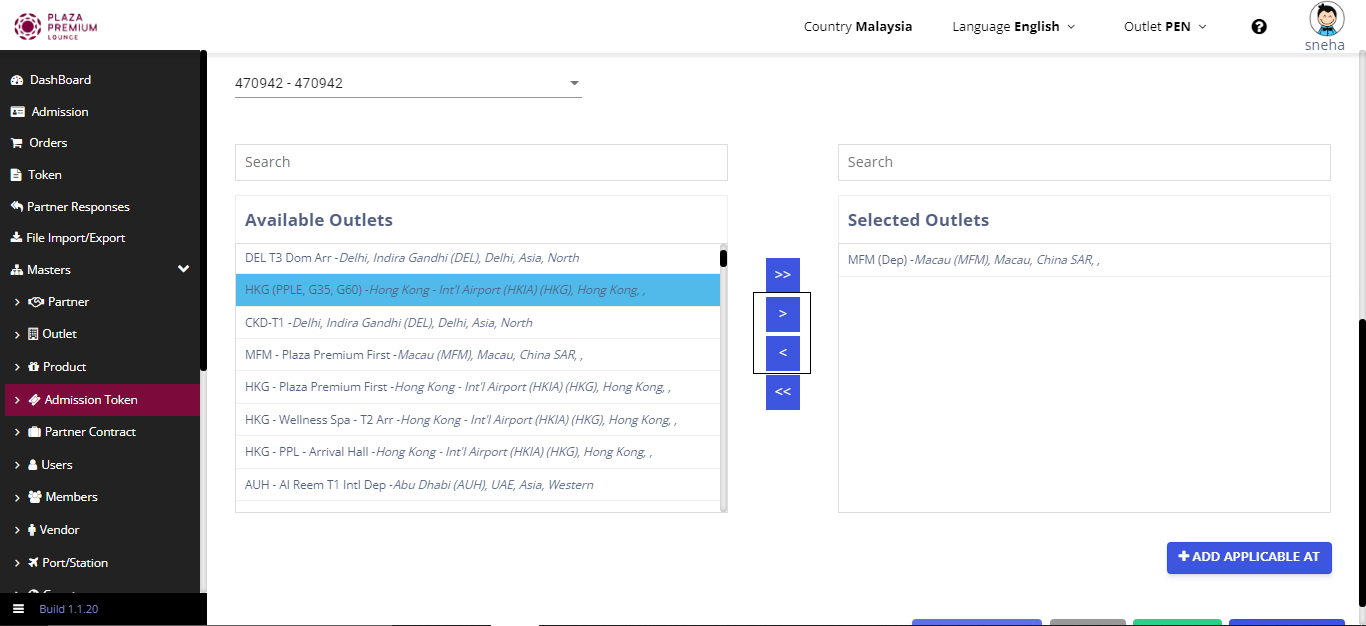 PLAZA
PREMIUM
LOUNGE
Country Malaysia
Language English
Outlet PEN
sneha
DashBoard
Admission
Orders
Token
Partner Responses
File Import/Export
Masters
Partner
Outlet
Product
Admission Token
Partner Contract
Users
Members
Vendor
Port/Station
Build 1.1.20
470942 - 470942
Search
Available Outlets
DEL T3 Dom Arr -Delhi, Indira Gandhi (DEL), Delhi, Asia, North
HKG (PPLE, G35, G60) -Hong Kong - Int'l Airport (HKIA) (HKG), Hong Kong, ,
CKD-T1 -Delhi, Indira Gandhi (DEL), Delhi, Asia, North
MFM - Plaza Premium First -Macau (MFM), Macau, China SAR, ,
HKG - Plaza Premium First -Hong Kong - Int'l Airport (HKIA) (HKG), Hong Kong, ,
HKG - Wellness Spa - T2 Arr -Hong Kong - Int'l Airport (HKIA) (HKG), Hong Kong, ,
HKG - PPL - Arrival Hall -Hong Kong - Int'l Airport (HKIA) (HKG), Hong Kong, ,
AUH - Al Reem T1 Intl Dep -Abu Dhabi (AUH), UAE, Asia, Western
>>
>
<
<<
Search
Selected Outlets
MFM (Dep) -Macau (MFM), Macau, China SAR, ,
+ ADD APPLICABLE AT